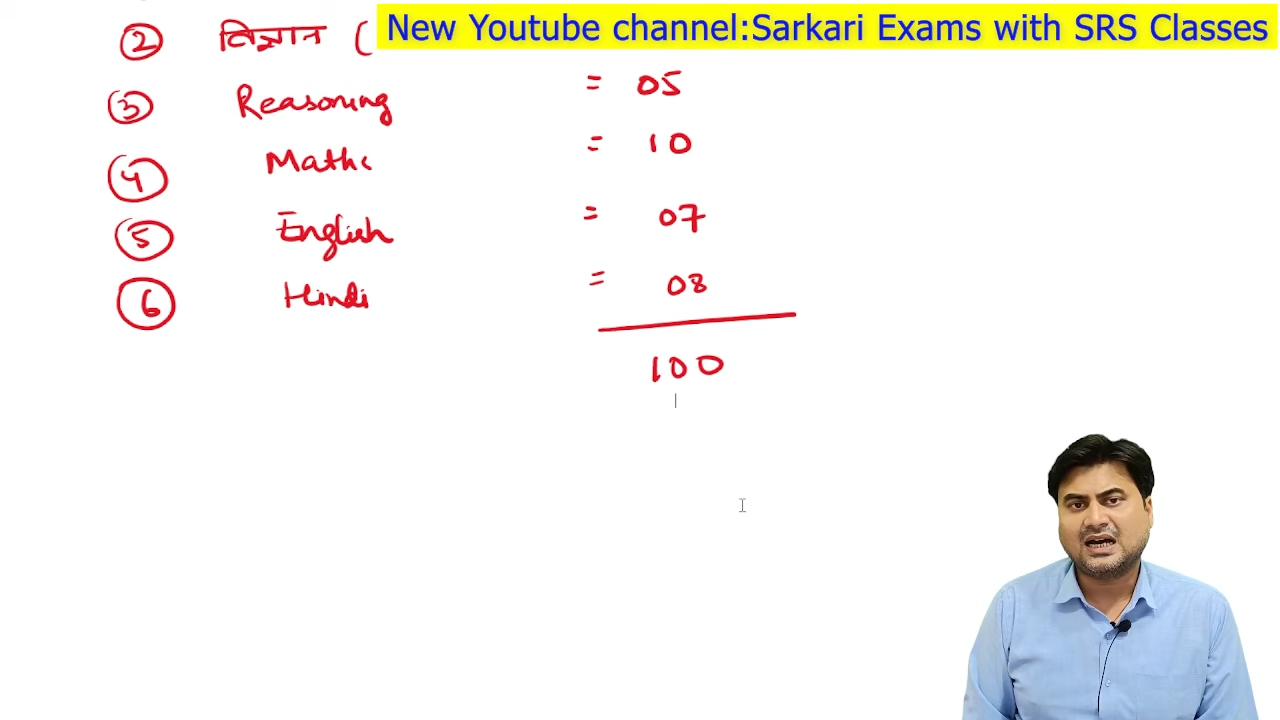 New Youtube channel:Sarkari Exams with SRS Classes
② विज्ञान (
③ Reasoning = 05
④ Maths = 10
⑤ English = 07
⑥ Hindi = 08
100